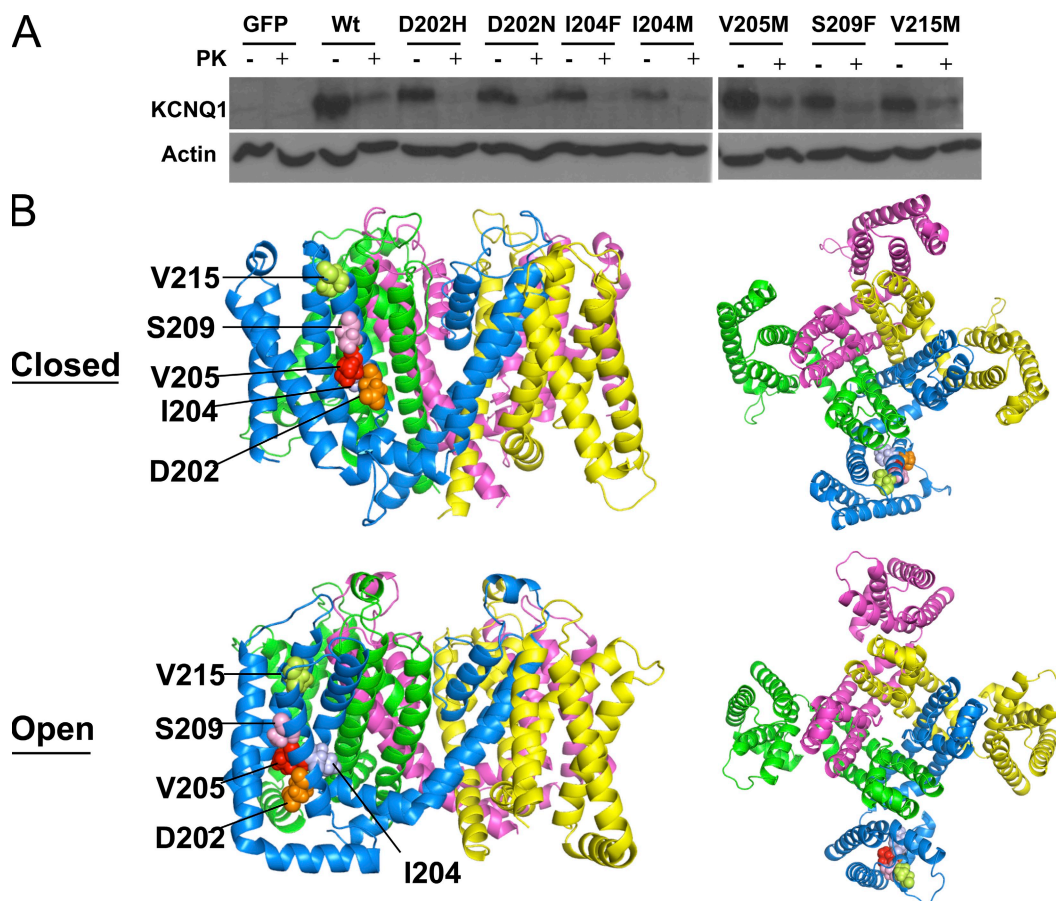 A
GFP Wt D202H D202N I204F I204M V205M S209F V215M
PK - + - + - + - + - + - + - + - + - +
KCNQ1
Actin
B
V215
S209
Closed
V205
I204
D202
V215
S209
Open
V205
D202
I204